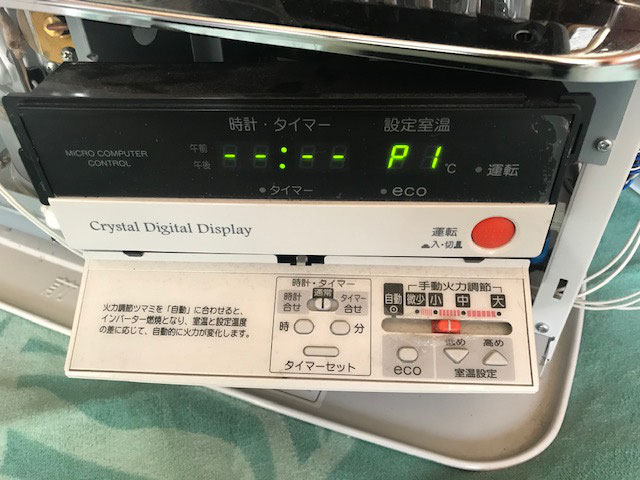 時計・タイマー
設定室温
MICRO COMPUTER
CONTROL
午前
午後
--:-- P1
℃
・運転
・タイマー
・eco
Crystal Digital Display
運転
入・切
火力調節ツマミを「自動」に合わせると、
インバーター燃焼となり、室温と設定温度
の差に応じて、自動的に火力が変化します。
時計・タイマー
時計
合せ
タイマー
合せ
時
分
タイマーセット
手動火力調節
自動
微少
小
中
大
低め
高め
eco
室温設定